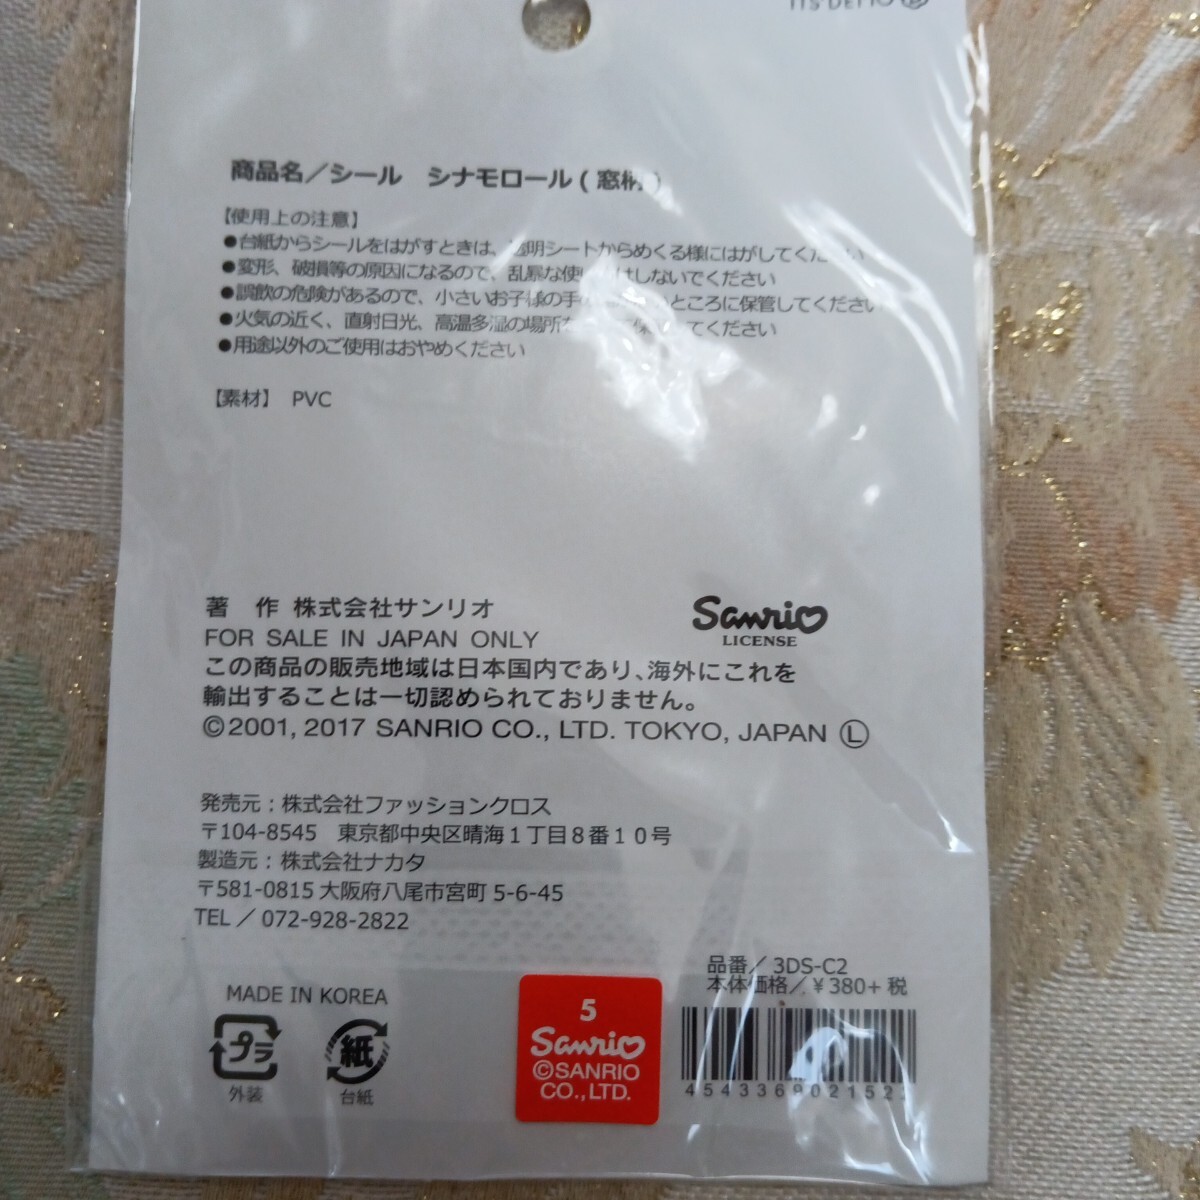 ITS' DEMO
商品名／シール　シナモロール(窓柄)
【使用上の注意】
●台紙からシールをはがすときは、透明シートからめくる様にはがしてください
●変形、破損等の原因になるので、乱暴な使い はしないでください
●誤飲の危険があるので、小さいお子様の手の ところに保管してください
●火気の近く、直射日光、高温多湿の場所を 保 てください
●用途以外のご使用はおやめください
【素材】　PVC
著　作 株式会社サンリオ
Sanrio
LICENSE
FOR SALE IN JAPAN ONLY
この商品の販売地域は日本国内であり､海外にこれを
輸出することは一切認められておりません。
©2001, 2017 SANRIO CO., LTD. TOKYO, JAPAN Ⓛ
発売元：株式会社ファッションクロス
〒104-8545　東京都中央区晴海１丁目８番１０号
製造元：株式会社ナカタ
〒581-0815 大阪府八尾市宮町 5-6-45
TEL／ 072-928-2822
品番／ 3DS-C2
本体価格／￥380+ 税
MADE IN KOREA
プラ
外装
紙
台紙
5
Sanrio
©SANRIO
CO.,LTD.
454336902152